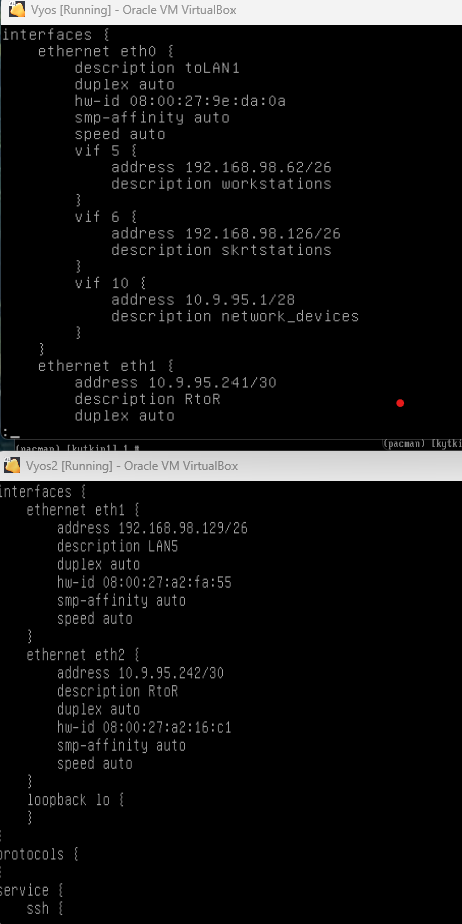 Vyos [Running] - Oracle VM VirtualBox
interfaces {
    ethernet eth0 {
        description toLAN1
        duplex auto
        hw-id 08:00:27:9e:da:0a
        smp-affinity auto
        speed auto
        vif 5 {
            address 192.168.98.62/26
            description workstations
        }
        vif 6 {
            address 192.168.98.126/26
            description skrtstations
        }
        vif 10 {
            address 10.9.95.1/28
            description network_devices
        }
    }
    ethernet eth1 {
        address 10.9.95.241/30
        description RtoR
        duplex auto
:_
(pacman) [kytkin1] 1 # (pacman) [kytk
Vyos2 [Running] - Oracle VM VirtualBox
interfaces {
    ethernet eth1 {
        address 192.168.98.129/26
        description LAN5
        duplex auto
        hw-id 08:00:27:a2:fa:55
        smp-affinity auto
        speed auto
    }
    ethernet eth2 {
        address 10.9.95.242/30
        description RtoR
        duplex auto
        hw-id 08:00:27:a2:16:c1
        smp-affinity auto
        speed auto
    }
    loopback lo {
    }
}
protocols {
}
service {
    ssh {